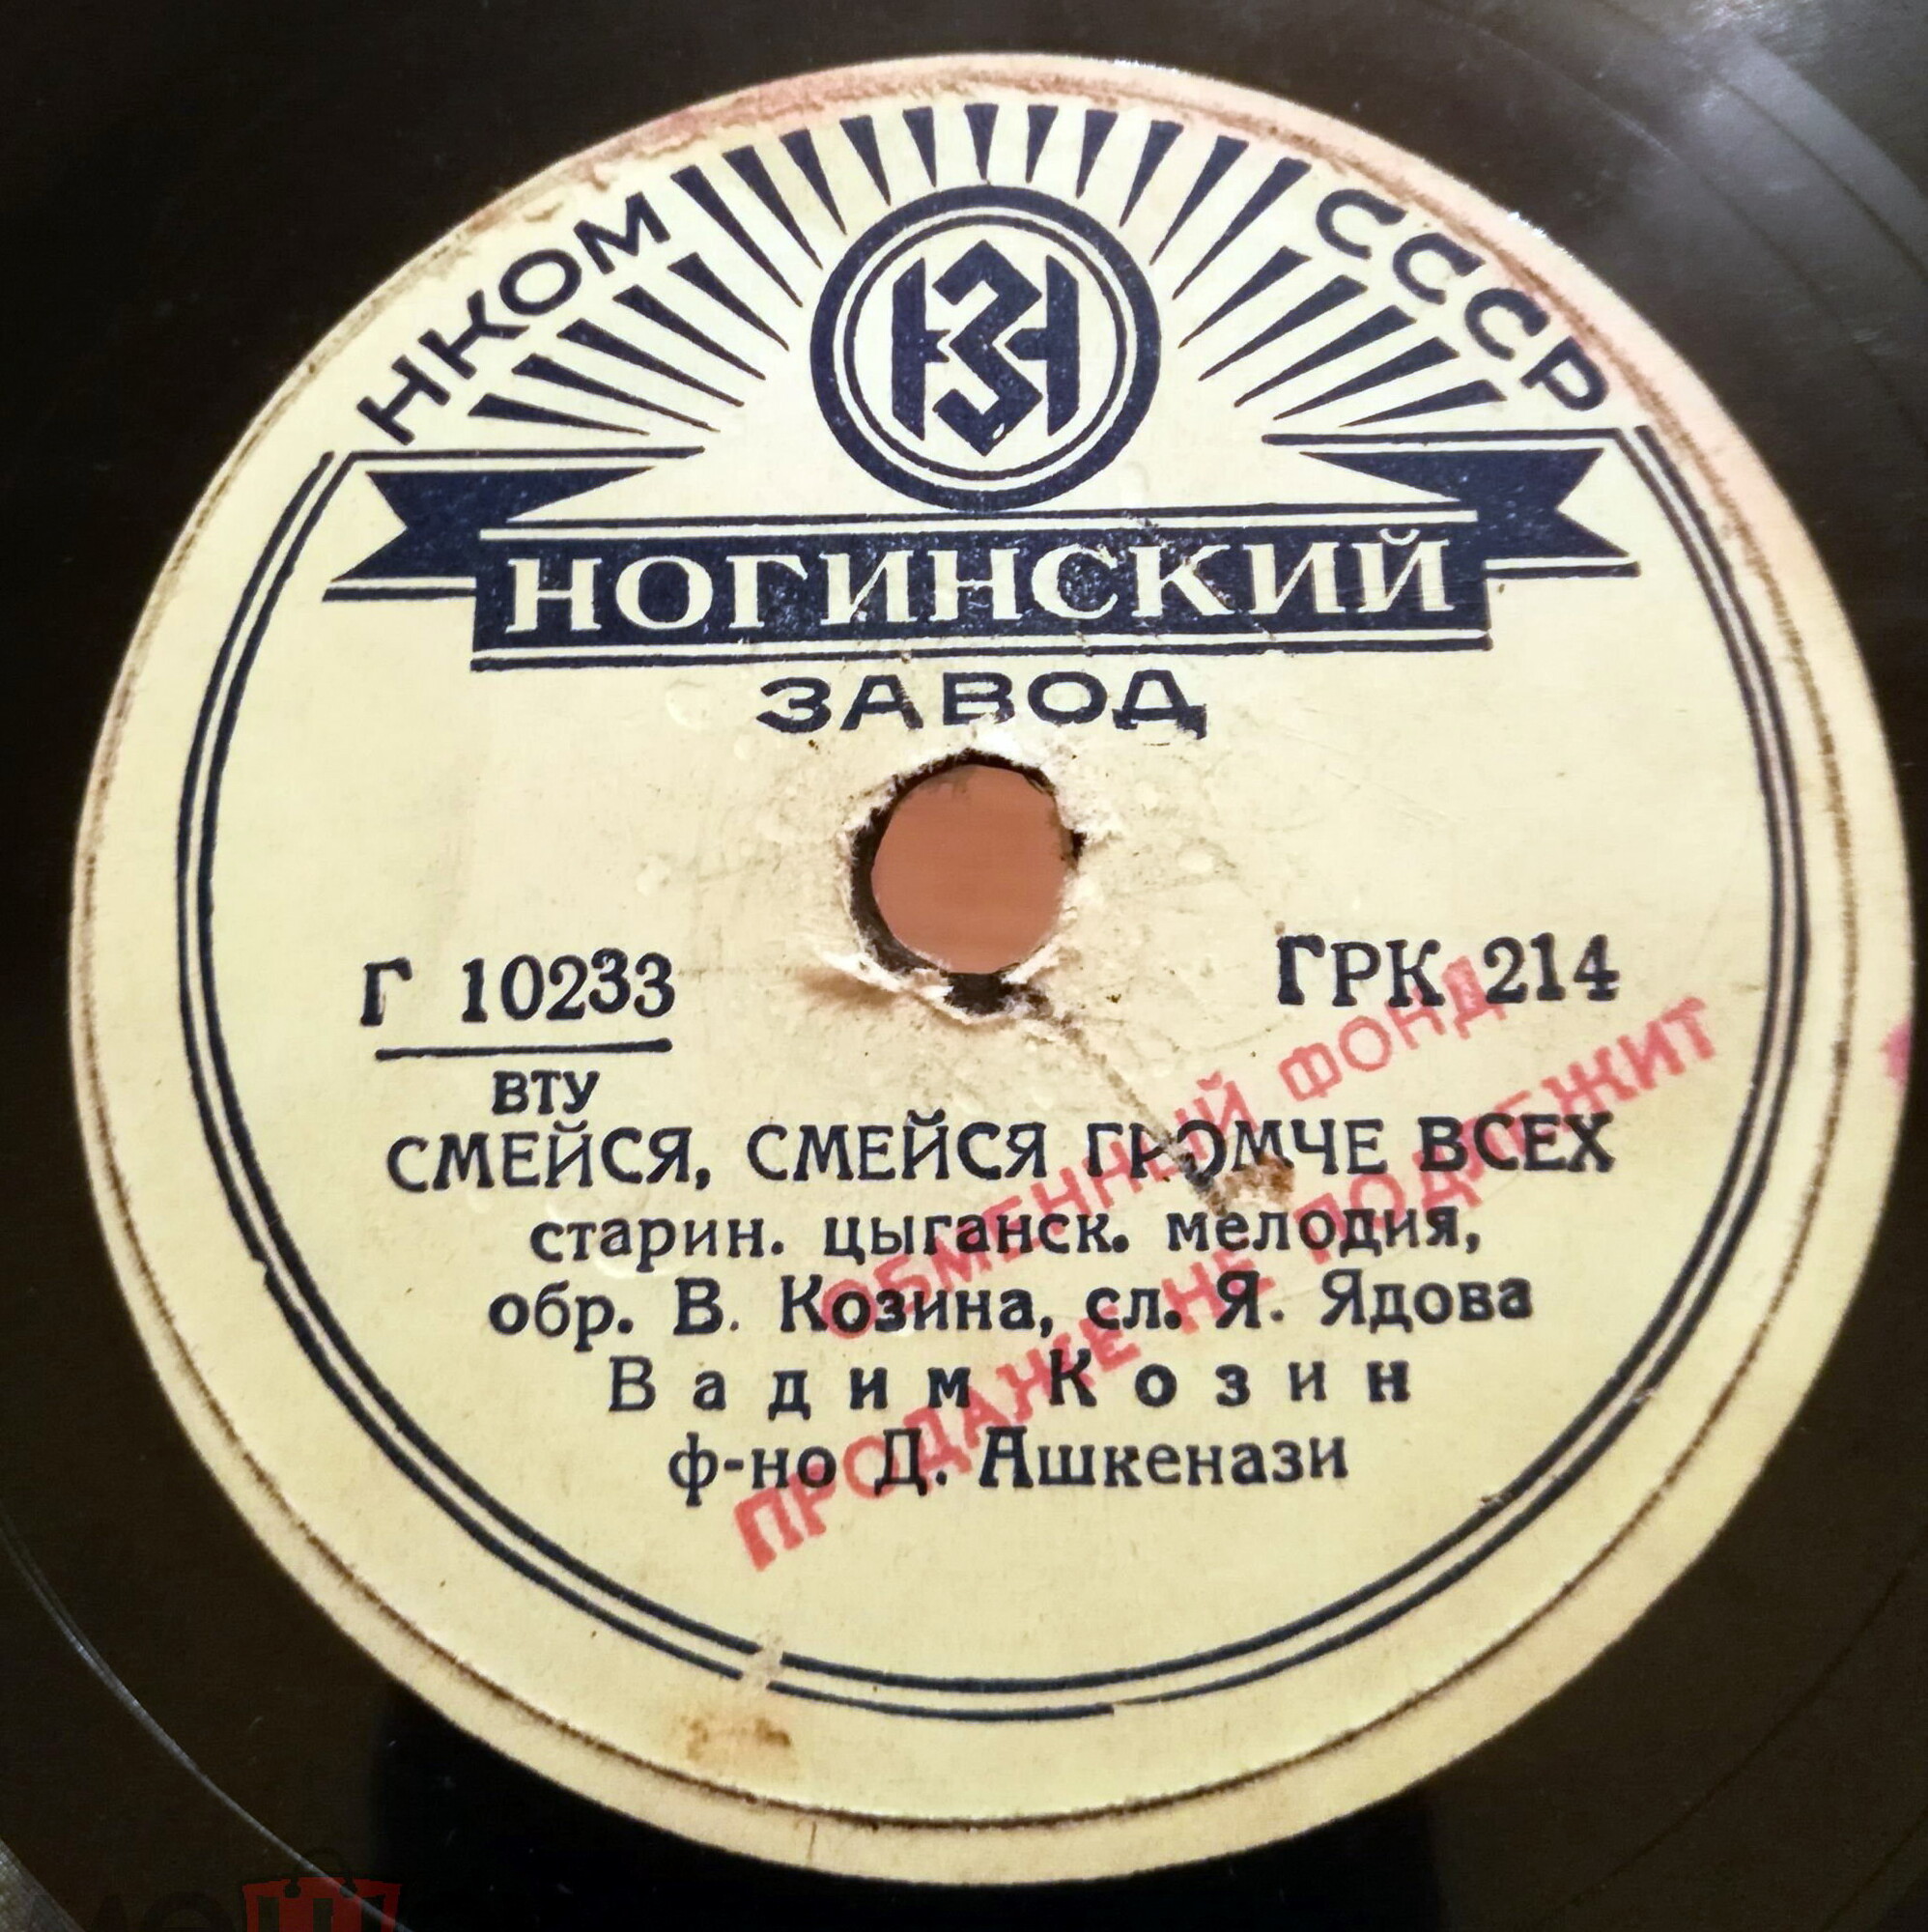 НКОМ СССР
НЗ
НОГИНСКИЙ
ЗАВОД
Г 10233
ГРК 214
ВТУ
СМЕЙСЯ, СМЕЙСЯ ГРОМЧЕ ВСЕХ
старин. цыганск. мелодия,
обр. В. Козина, сл. Я. Ядова
Вадим Козин
ф-но Д. Ашкенази
ОБМЕННЫЙ ФОНД
ПРОДАЖЕ НЕ ПОДЛЕЖИТ